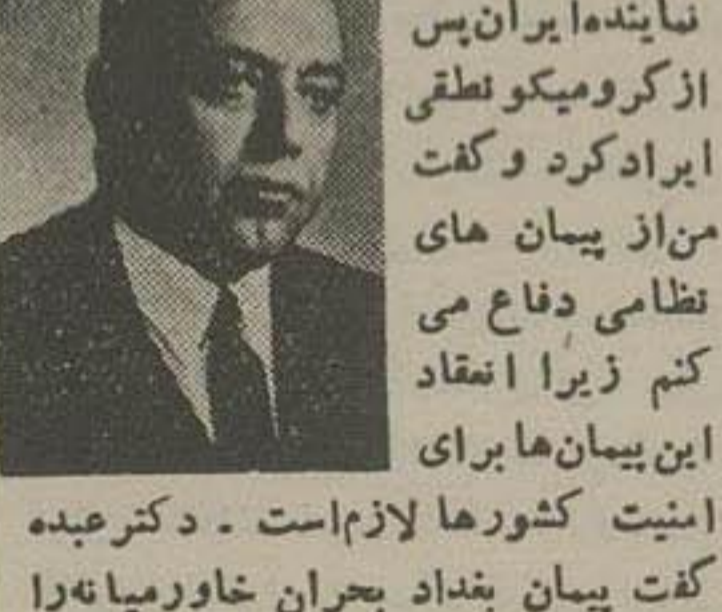 نماینده ایران پس
از گرومیکو نطقی
ایراد کرد و گفت
من از پیمان های
نظامی دفاع می
کنم زیرا انعقاد
این پیمان‌ها برای
امنیت کشورها لازم است . دکتر عبده
گفت پیمان بغداد بحران خاورمیانه را